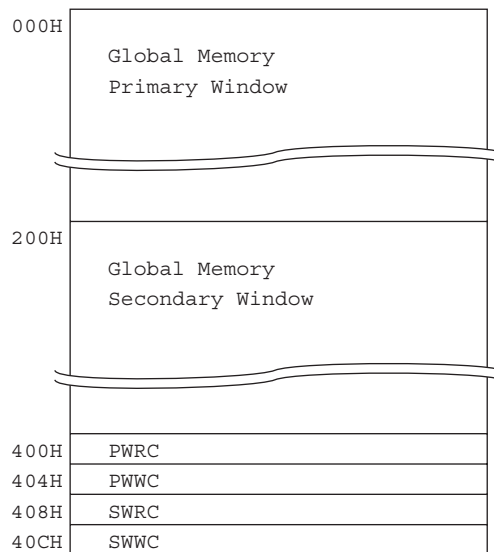 000H
Global Memory
Primary Window
200H
Global Memory
Secondary Window
400H PWRC
404H PWWC
408H SWRC
40CH SWWC